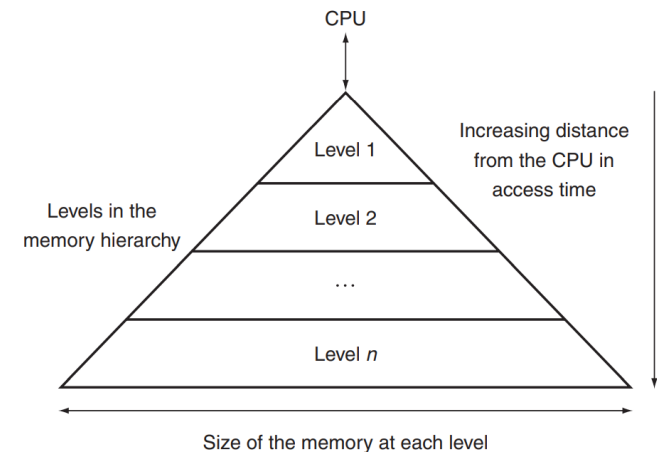 CPU
Level 1
Increasing distance
from the CPU in
access time
Levels in the
memory hierarchy
Level 2
...
Level n
Size of the memory at each level